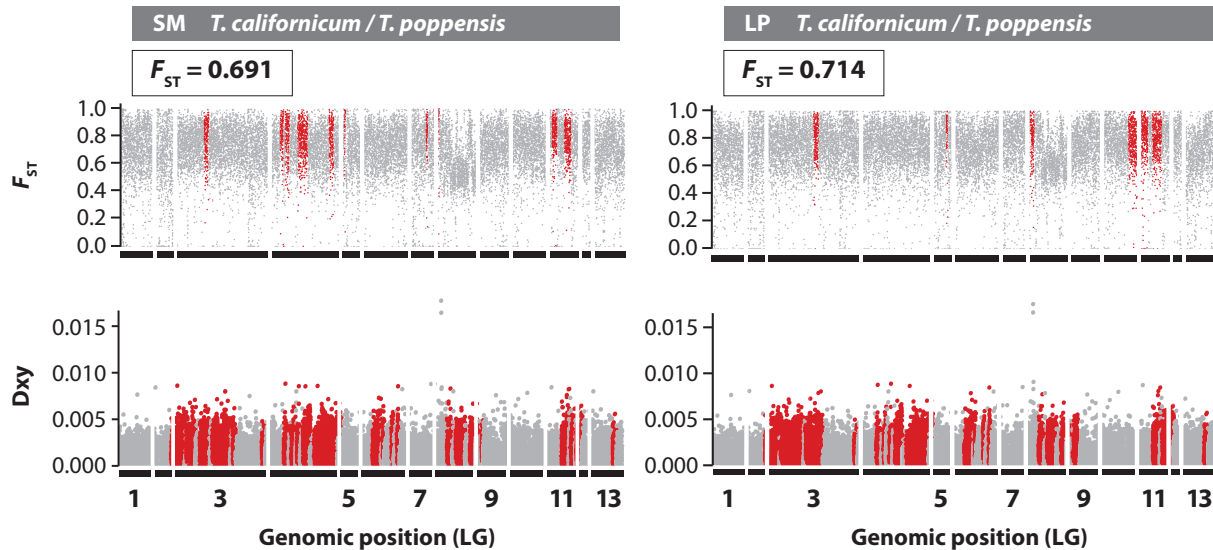 SM T. californicum / T. poppensis
F_ST = 0.691
F_ST
1.0
0.8
0.6
0.4
0.2
0.0
Dxy
0.015
0.010
0.005
0.000
1 3 5 7 9 11 13
Genomic position (LG)
LP T. californicum / T. poppensis
F_ST = 0.714
1.0
0.8
0.6
0.4
0.2
0.0
0.015
0.010
0.005
0.000
1 3 5 7 9 11 13
Genomic position (LG)